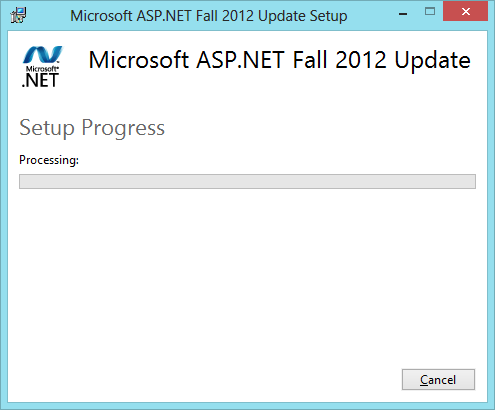 Microsoft ASP.NET Fall 2012 Update Setup
Microsoft®
.NET
Microsoft ASP.NET Fall 2012 Update
Setup Progress
Processing:
Cancel